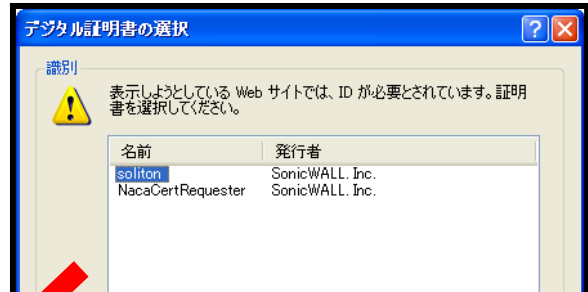 デジタル証明書の選択
識別
表示しようとしている Web サイトでは、ID が必要とされています。証明
書を選択してください。
名前 発行者
soliton SonicWALL. Inc.
NacaCertRequester SonicWALL. Inc.